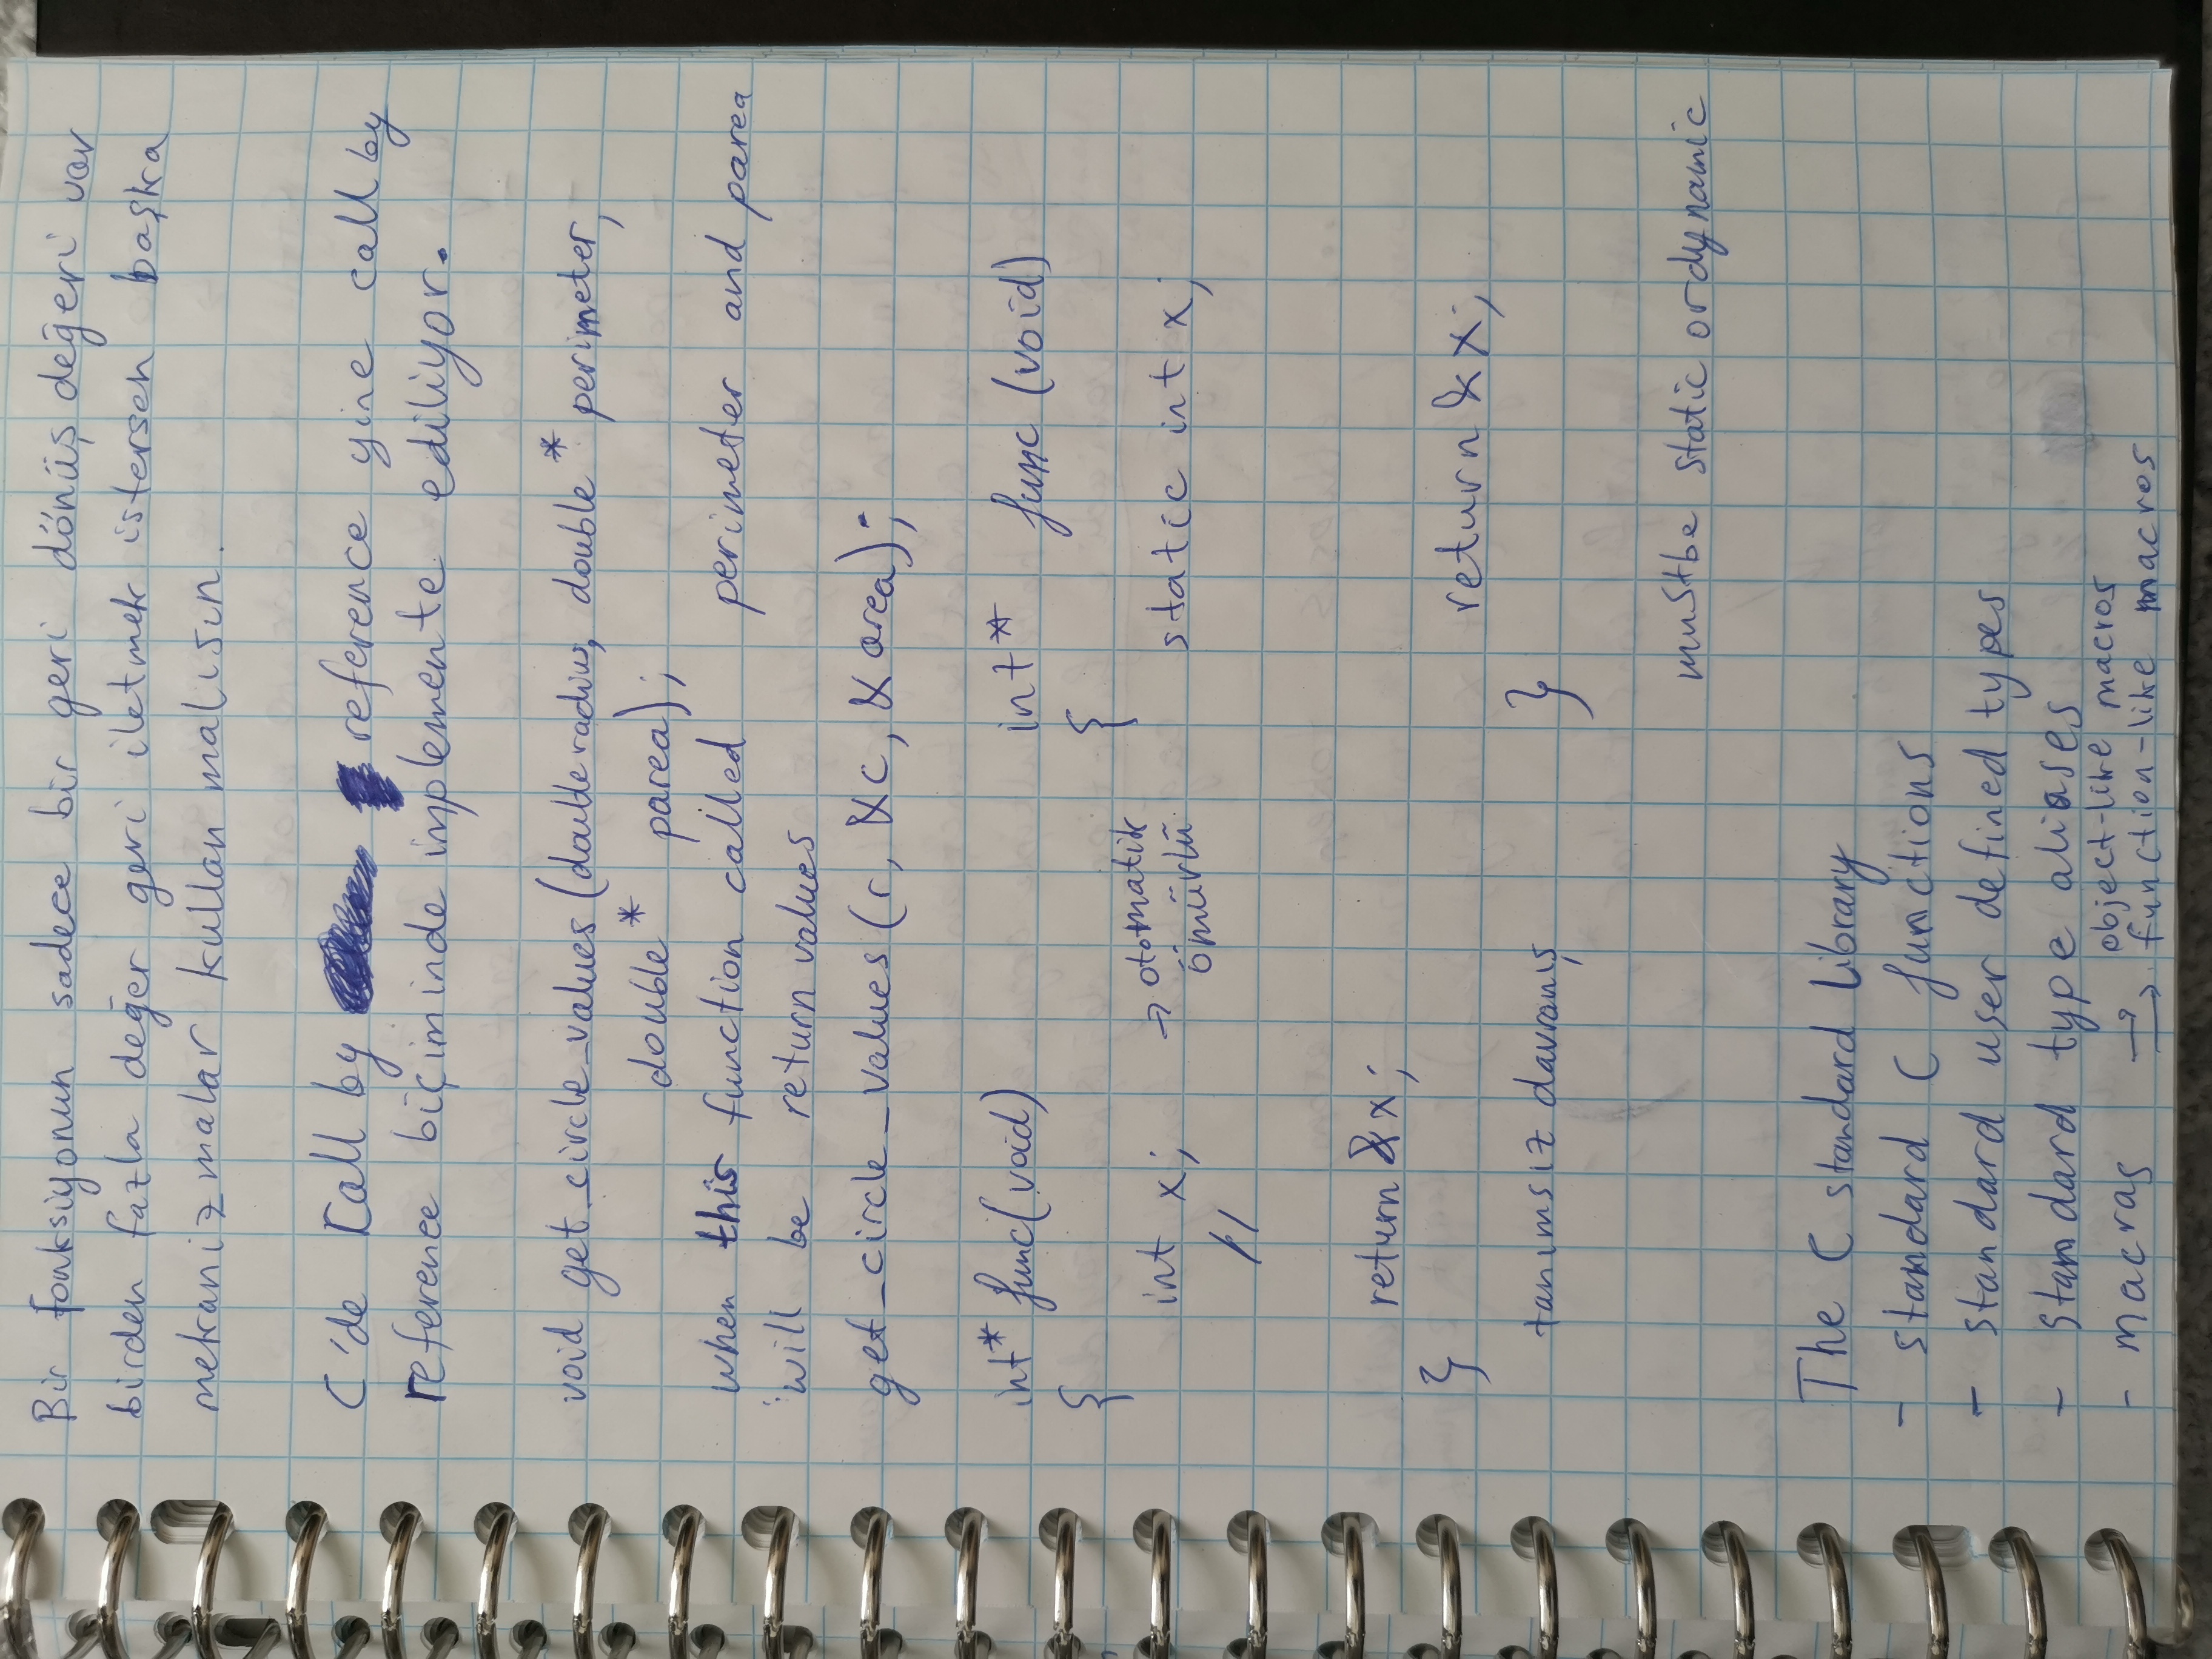 Bir fonksiyonun sadece bir geri dönüş değeri var
birden fazla değer geri iletmek istersen başka
mekanizmalar kullanmalısın.
C'de call by reference yine call by
reference biçiminde implemente ediliyor.
void get_circle_values (double radius, double * perimeter,
double * parea);
when this function called perimeter and parea
will be return values
get_circle_values (r, &c, & area);
int* func(void)
{
int x; → otomatik
ömürlü
//
return &x;
}
tanımsız davranış
int* func (void)
{
static int x;
return &x;
}
must be static or dynamic
The C standard Library
- standard C functions
- standard user defined types
- standard type aliases
- macras → object-like macros
→ function-like macros